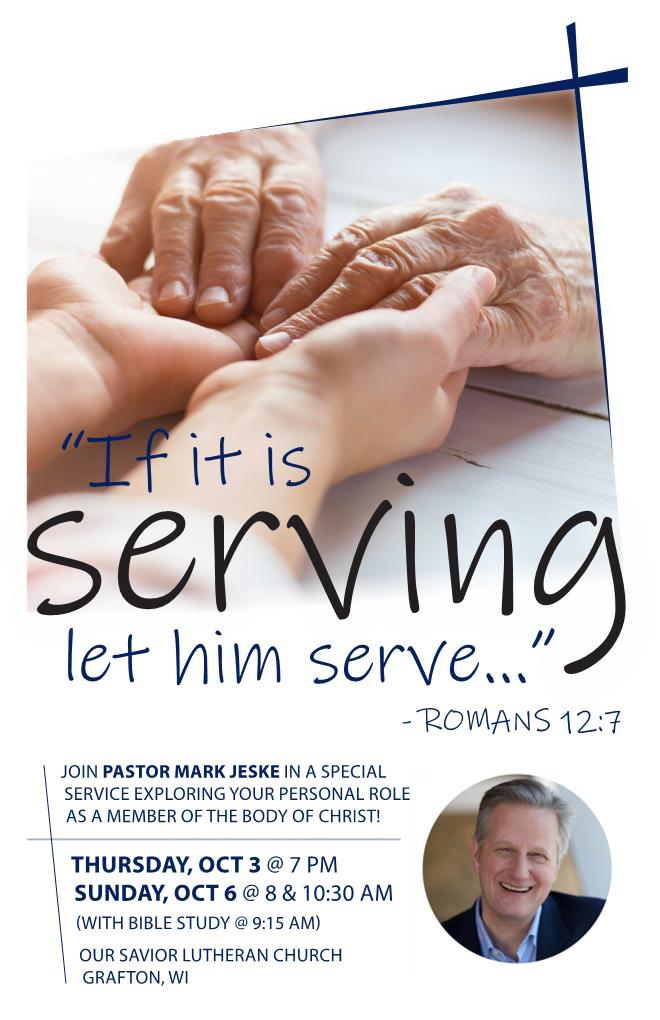 “If it is
serving
let him serve...”
-ROMANS 12:7
JOIN PASTOR MARK JESKE IN A SPECIAL
SERVICE EXPLORING YOUR PERSONAL ROLE
AS A MEMBER OF THE BODY OF CHRIST!
THURSDAY, OCT 3 @ 7 PM
SUNDAY, OCT 6 @ 8 & 10:30 AM
(WITH BIBLE STUDY @ 9:15 AM)
OUR SAVIOR LUTHERAN CHURCH
GRAFTON, WI